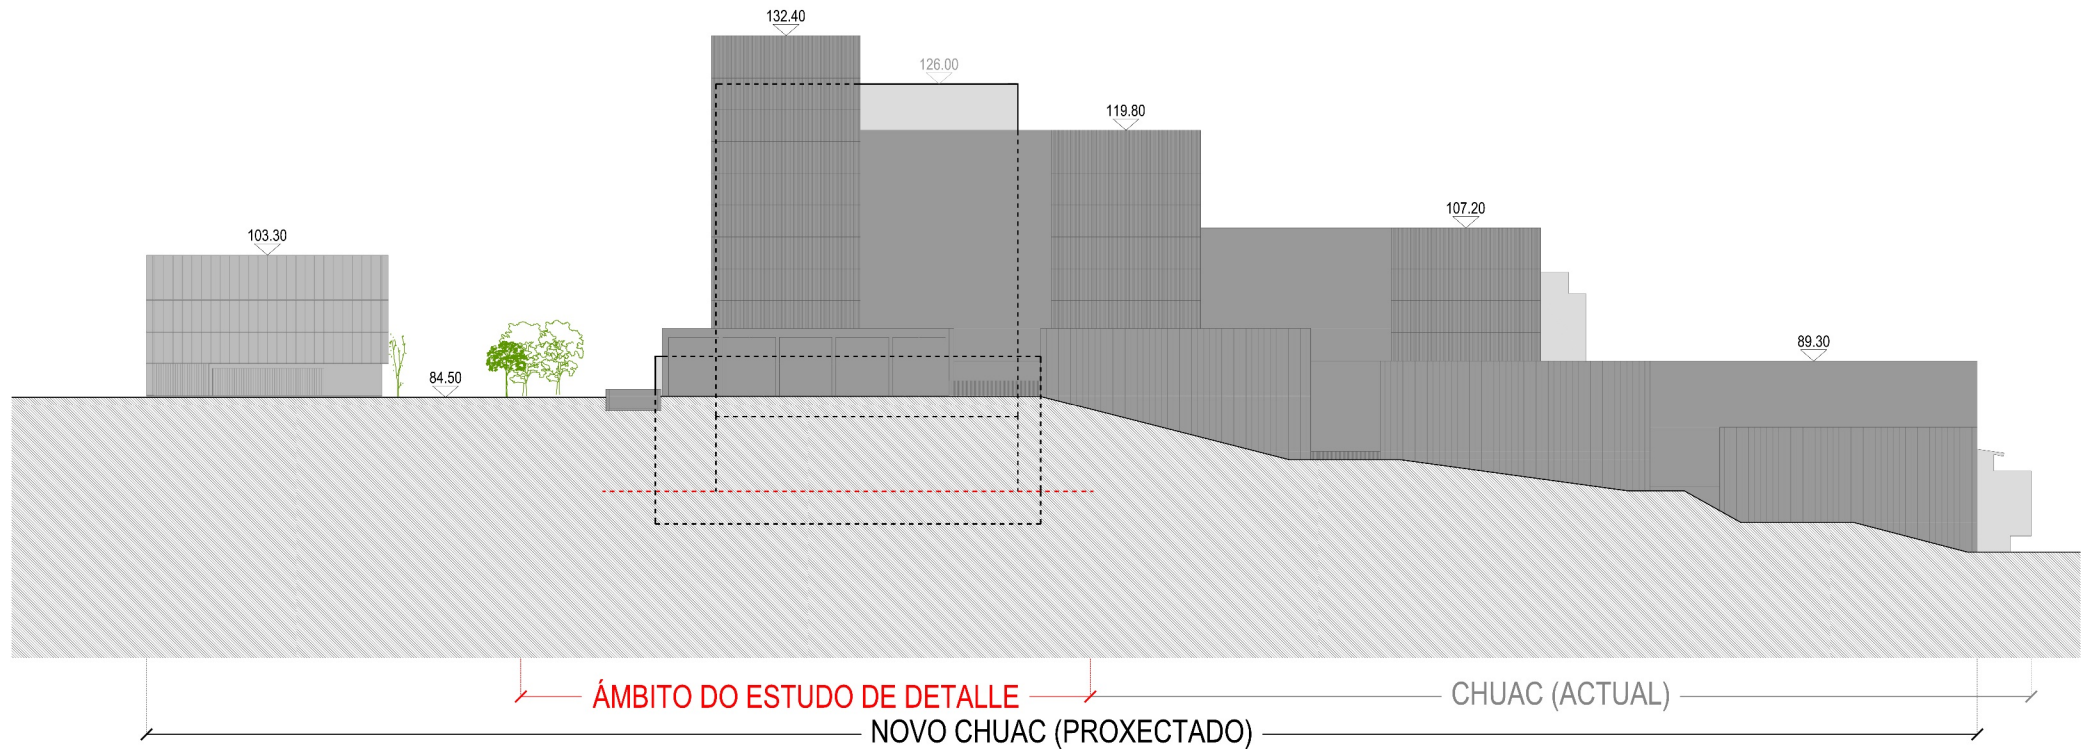 132.40
126.00
119.80
107.20
103.30
89.30
84.50
ÁMBITO DO ESTUDO DE DETALLE
CHUAC (ACTUAL)
NOVO CHUAC (PROXECTADO)